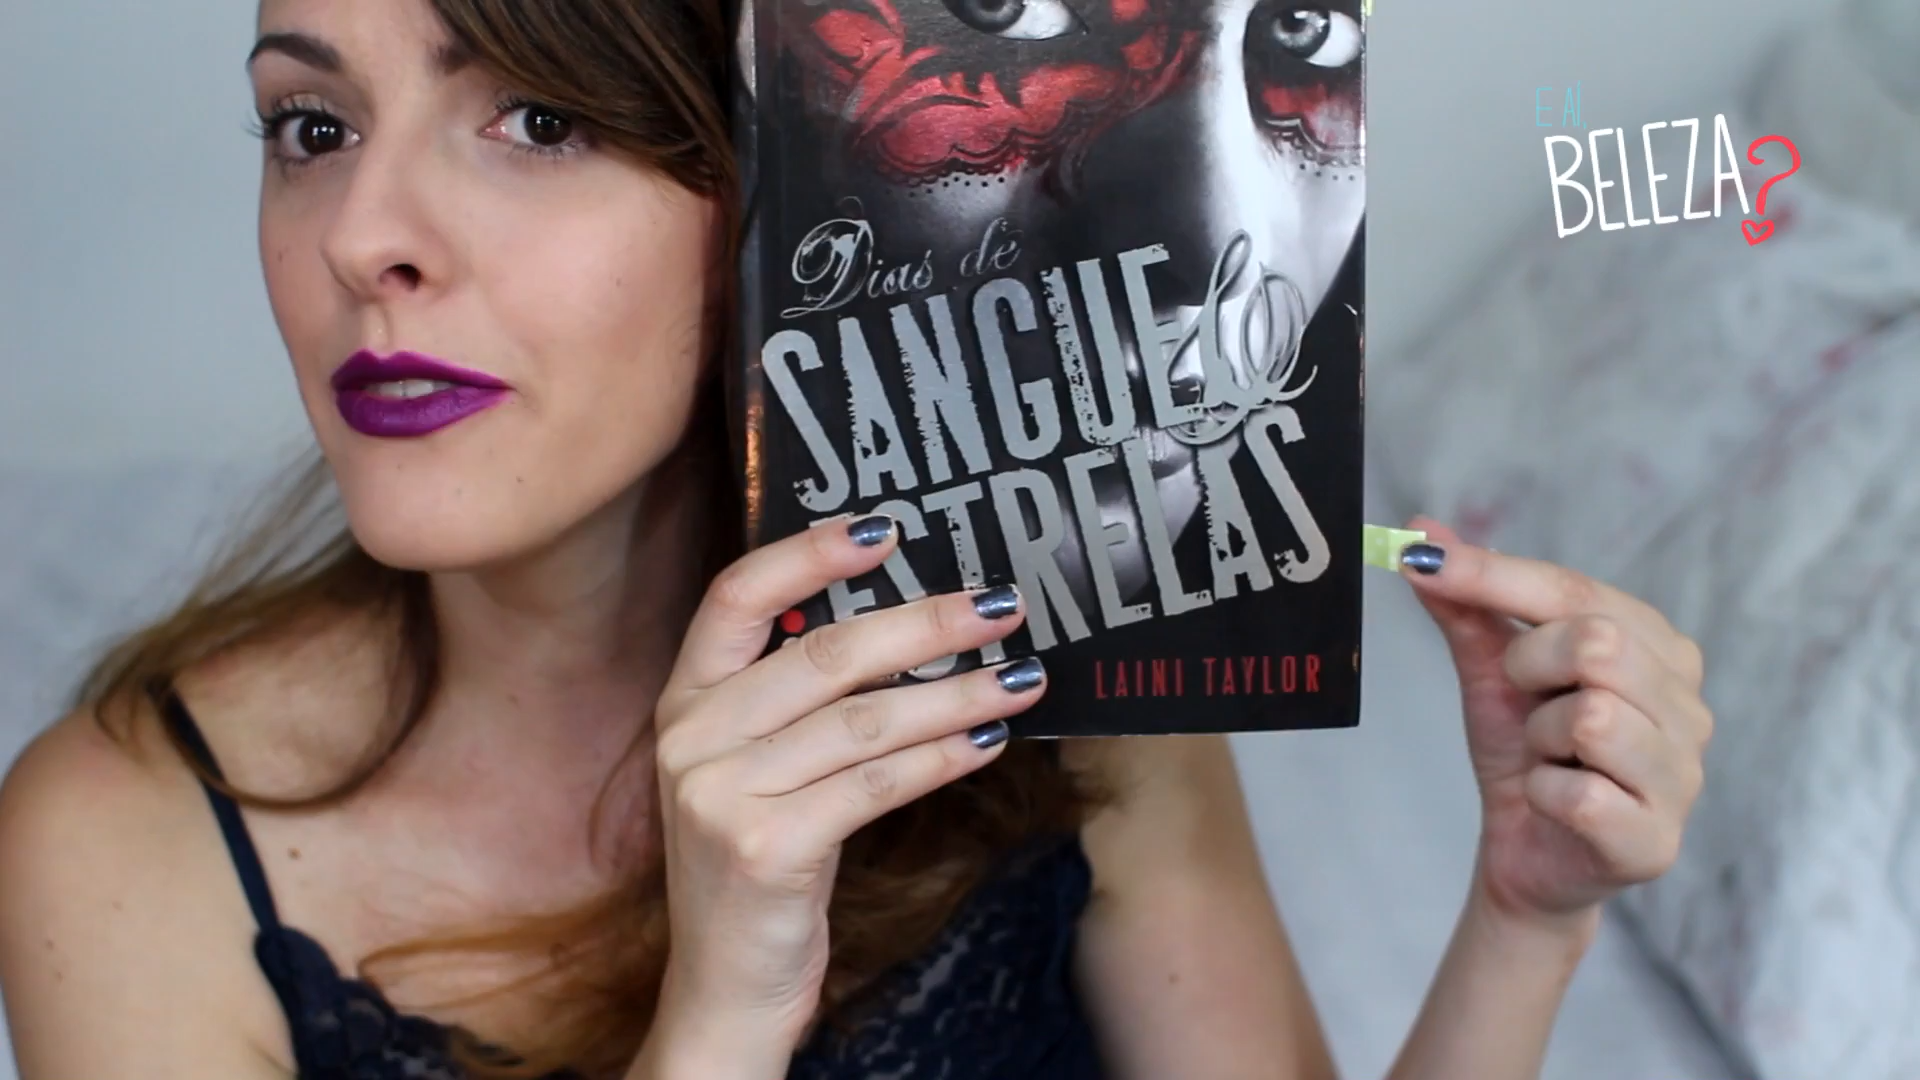 E AÍ,
BELEZA?
Dias de
SANGUE &
ESTRELAS
LAINI TAYLOR